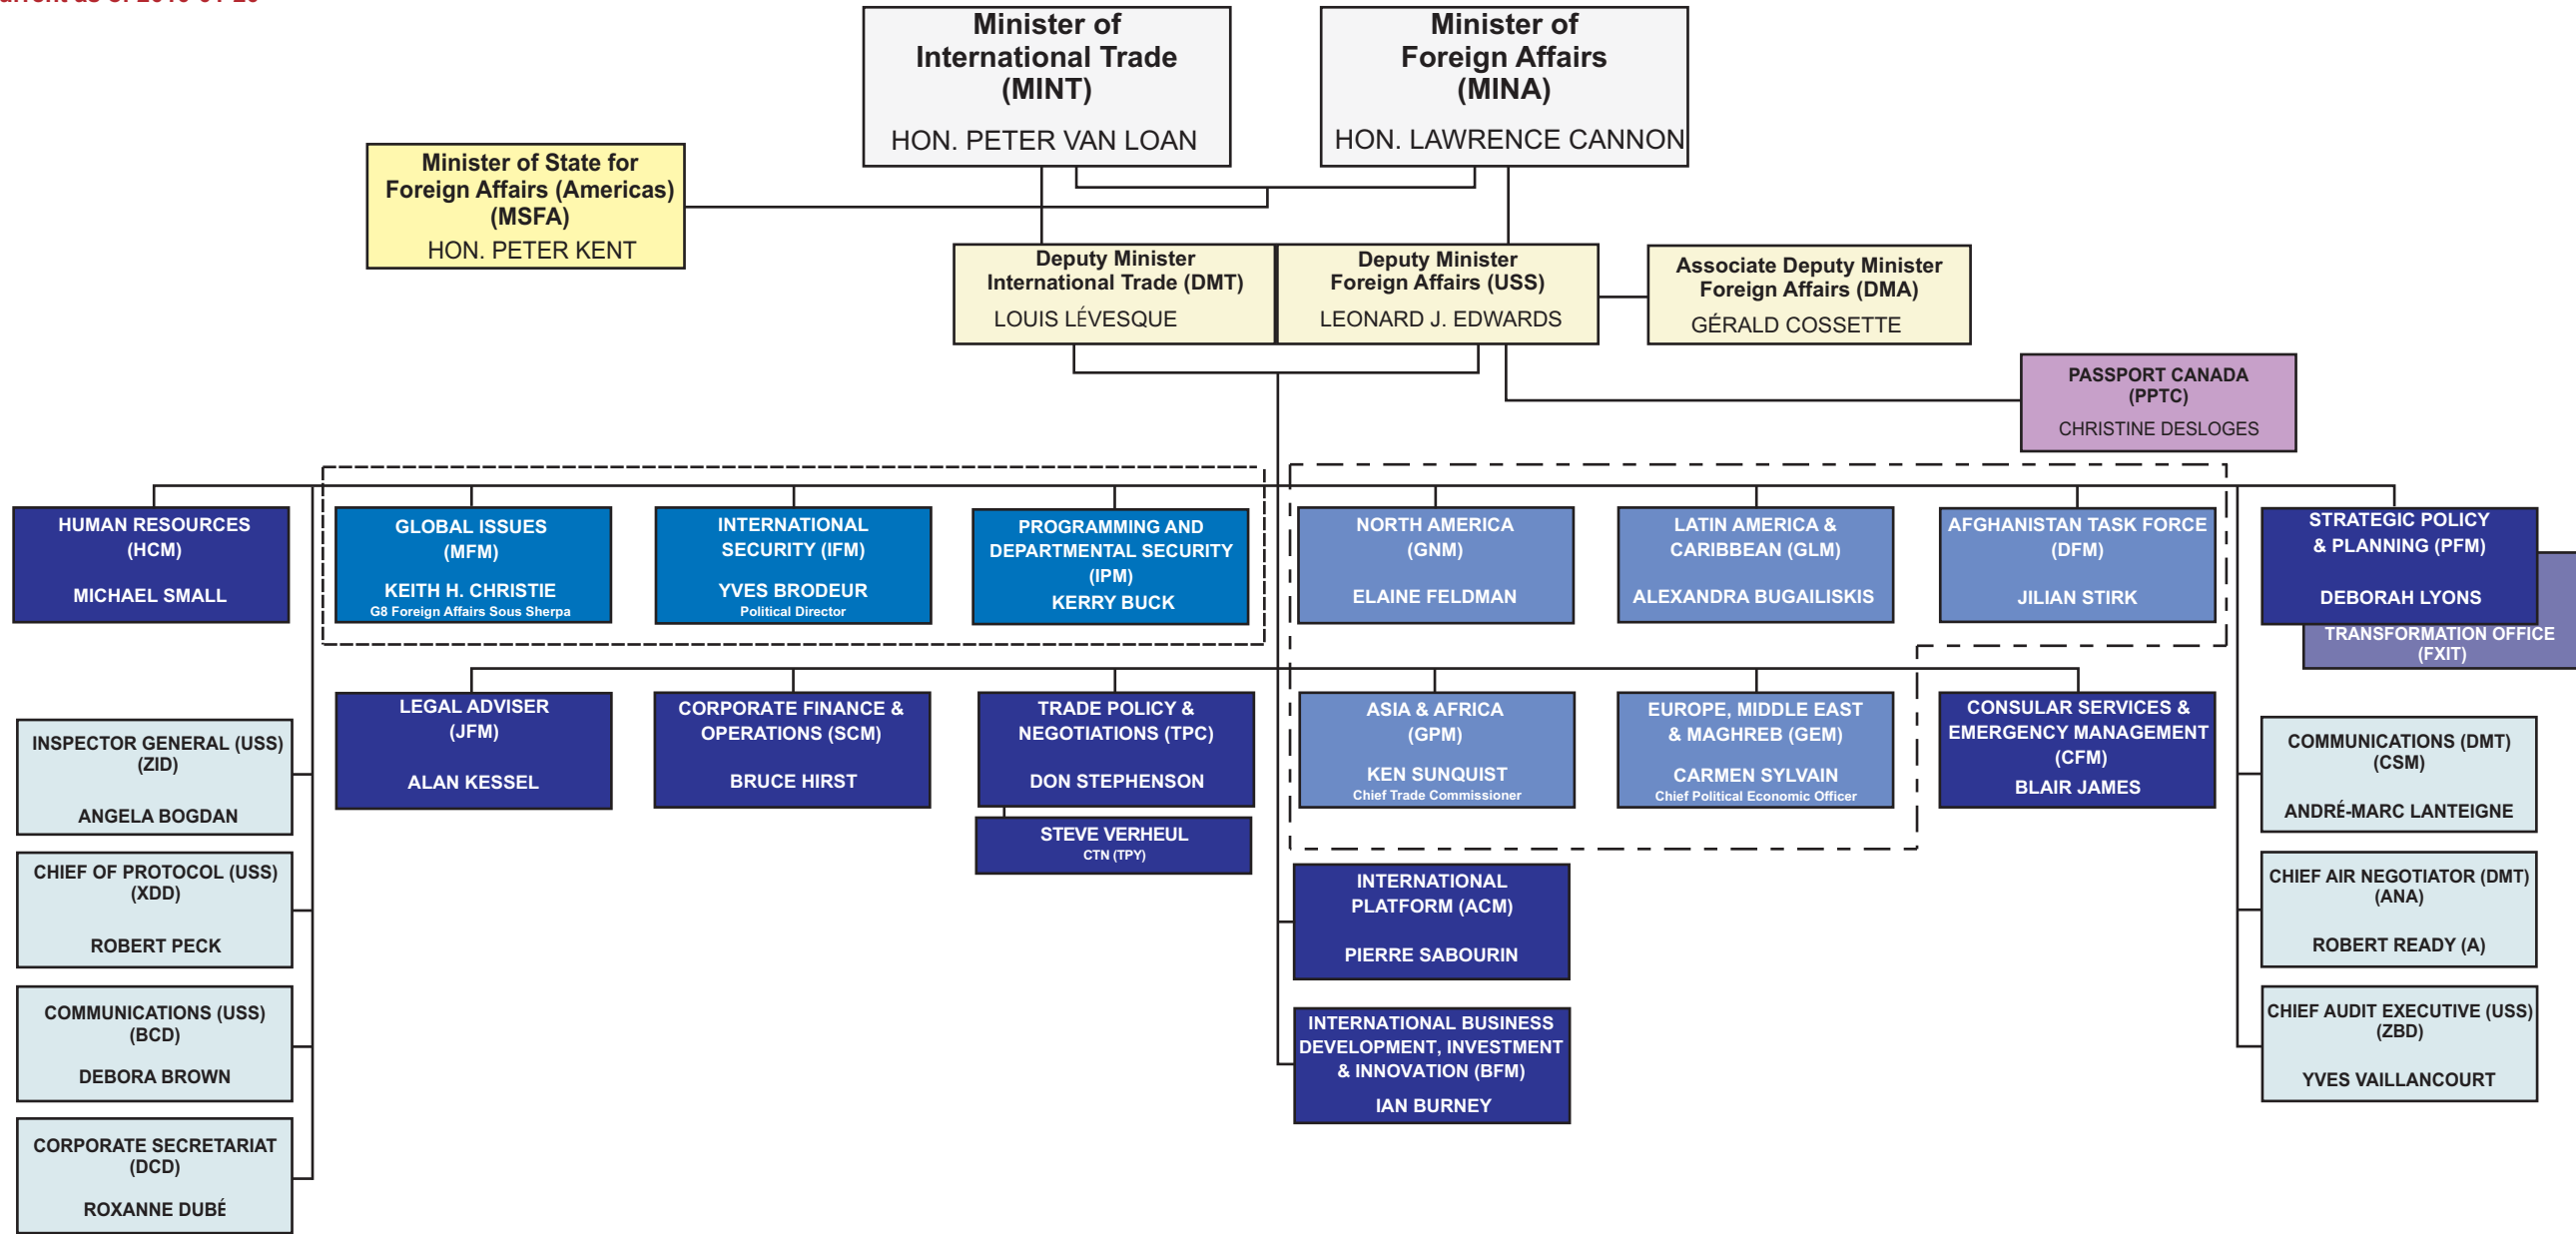 Minister of
International Trade
(MINT)
HON. PETER VAN LOAN
Minister of
Foreign Affairs
(MINA)
HON. LAWRENCE CANNON
Minister of State for
Foreign Affairs (Americas)
(MSFA)
HON. PETER KENT
Deputy Minister
International Trade (DMT)
LOUIS LÉVESQUE
Deputy Minister
Foreign Affairs (USS)
LEONARD J. EDWARDS
Associate Deputy Minister
Foreign Affairs (DMA)
GÉRALD COSSETTE
PASSPORT CANADA
(PPTC)
CHRISTINE DESLOGES
HUMAN RESOURCES
(HCM)
MICHAEL SMALL
GLOBAL ISSUES
(MFM)
KEITH H. CHRISTIE
G8 Foreign Affairs Sous Sherpa
INTERNATIONAL
SECURITY (IFM)
YVES BRODEUR
Political Director
PROGRAMMING AND
DEPARTMENTAL SECURITY
(IPM)
KERRY BUCK
NORTH AMERICA
(GNM)
ELAINE FELDMAN
LATIN AMERICA &
CARIBBEAN (GLM)
ALEXANDRA BUGAILISKIS
AFGHANISTAN TASK FORCE
(DFM)
JILIAN STIRK
STRATEGIC POLICY
& PLANNING (PFM)
DEBORAH LYONS
TRANSFORMATION OFFICE
(FXIT)
LEGAL ADVISER
(JFM)
ALAN KESSEL
CORPORATE FINANCE &
OPERATIONS (SCM)
BRUCE HIRST
TRADE POLICY &
NEGOTIATIONS (TPC)
DON STEPHENSON
STEVE VERHEUL
CTN (TPY)
ASIA & AFRICA
(GPM)
KEN SUNQUIST
Chief Trade Commissioner
EUROPE, MIDDLE EAST
& MAGHREB (GEM)
CARMEN SYLVAIN
Chief Political Economic Officer
CONSULAR SERVICES &
EMERGENCY MANAGEMENT
(CFM)
BLAIR JAMES
INSPECTOR GENERAL (USS)
(ZID)
ANGELA BOGDAN
CHIEF OF PROTOCOL (USS)
(XDD)
ROBERT PECK
COMMUNICATIONS (USS)
(BCD)
DEBORA BROWN
CORPORATE SECRETARIAT
(DCD)
ROXANNE DUBÉ
INTERNATIONAL
PLATFORM (ACM)
PIERRE SABOURIN
INTERNATIONAL BUSINESS
DEVELOPMENT, INVESTMENT
& INNOVATION (BFM)
IAN BURNEY
COMMUNICATIONS (DMT)
(CSM)
ANDRÉ-MARC LANTEIGNE
CHIEF AIR NEGOTIATOR (DMT)
(ANA)
ROBERT READY (A)
CHIEF AUDIT EXECUTIVE (USS)
(ZBD)
YVES VAILLANCOURT